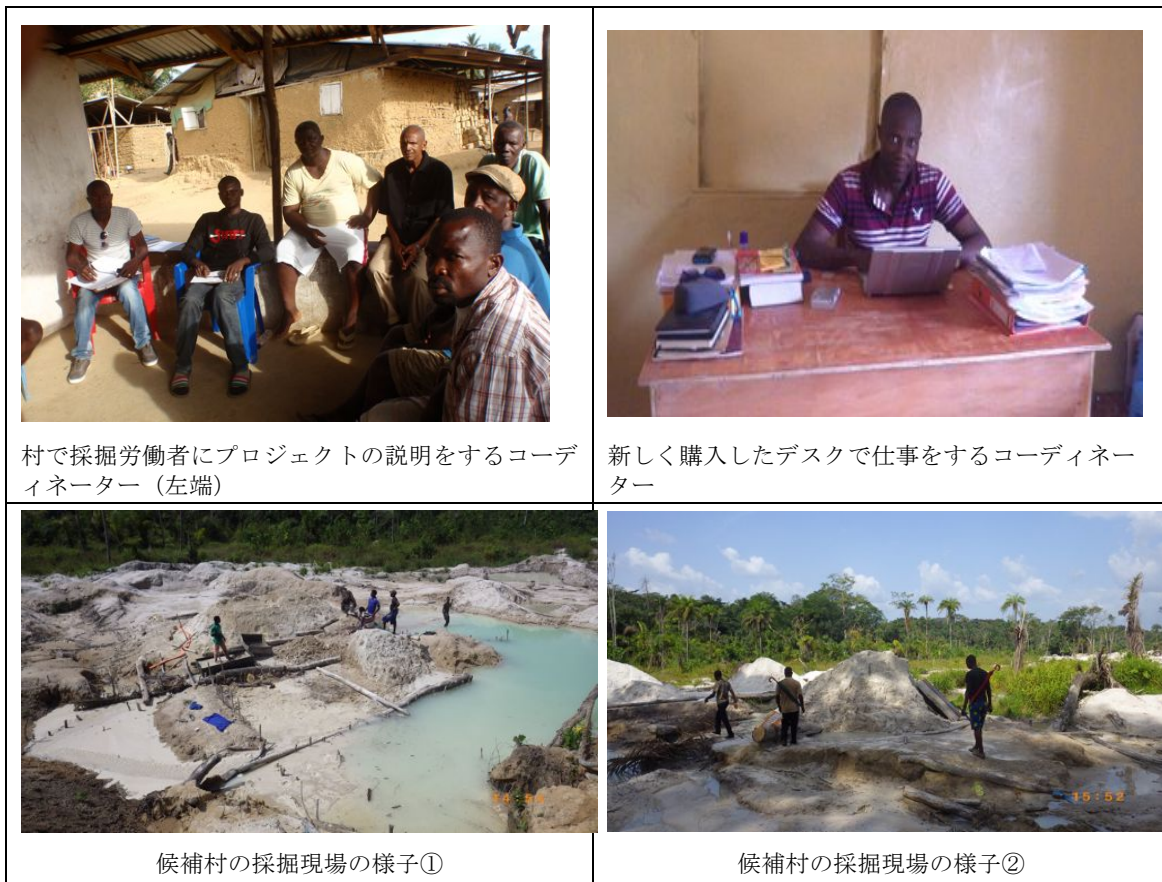 村で採掘労働者にプロジェクトの説明をするコーデ
ィネーター（左端）
新しく購入したデスクで仕事をするコーディネー
ター
15:52
候補村の採掘現場の様子①
候補村の採掘現場の様子②